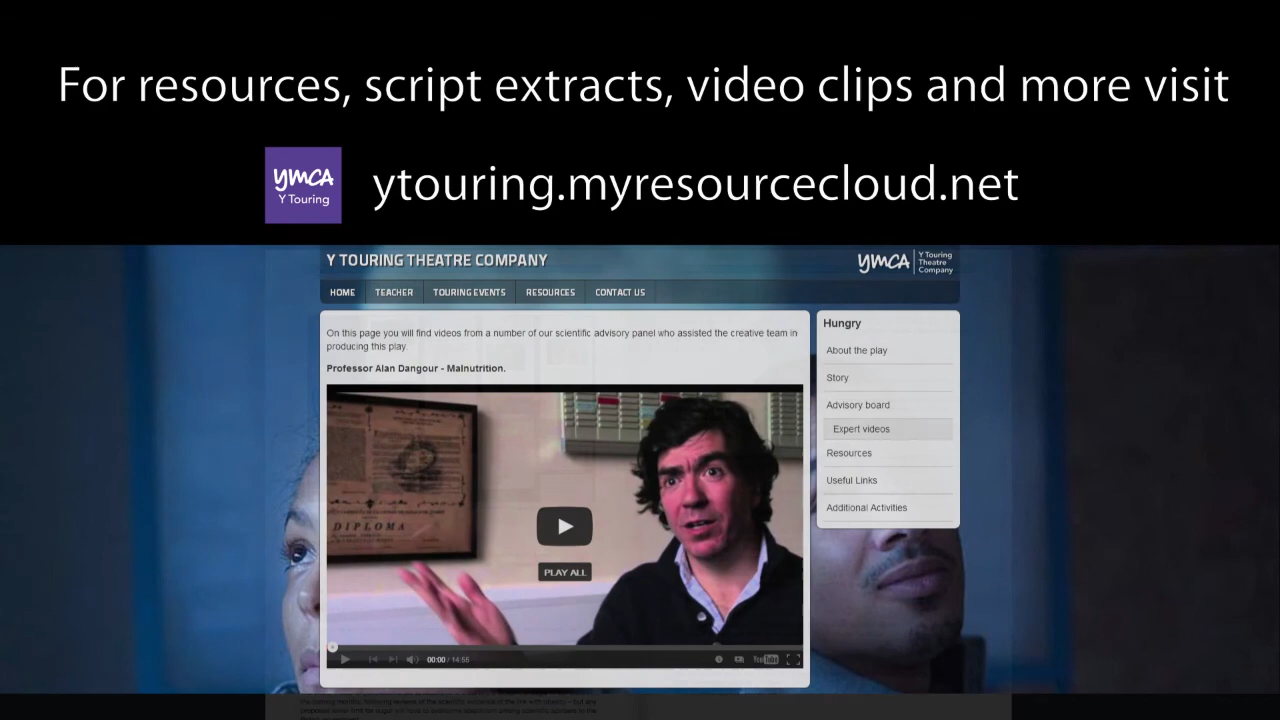 For resources, script extracts, video clips and more visit
YMCA
Y Touring
ytouring.myresourcecloud.net
Y TOURING THEATRE COMPANY
YMCA
Y Touring
Theatre
Company
HOME TEACHER TOURING EVENTS RESOURCES CONTACT US
On this page you will find videos from a number of our scientific advisory panel who assisted the creative team in
producing this play.
Professor Alan Dangour - Malnutrition.
DIPLOMA
PLAY ALL
00:00 / 14:55
YouTube
Hungry
About the play
Story
Advisory board
Expert videos
Resources
Useful Links
Additional Activities